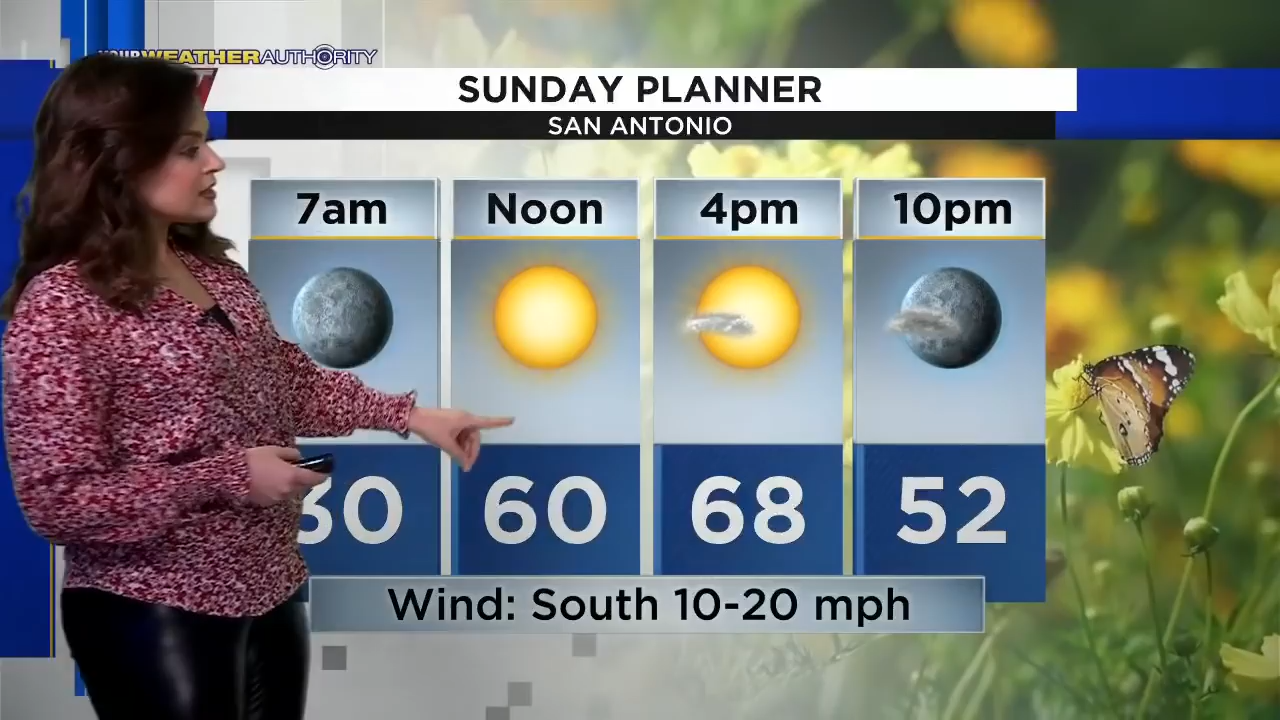 YOUR WEATHER AUTHORITY
SUNDAY PLANNER
SAN ANTONIO
7am Noon 4pm 10pm
30 60 68 52
Wind: South 10-20 mph